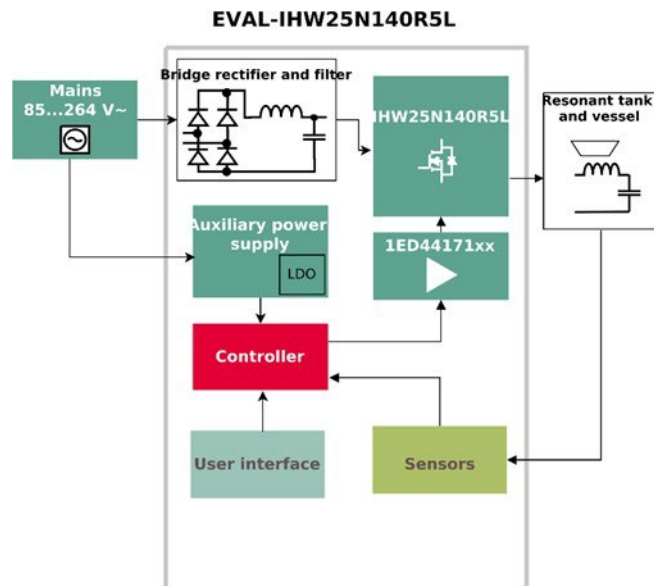 EVAL-IHW25N140R5L
Mains
85...264 V~
Bridge rectifier and filter
IHW25N140R5L
Resonant tank
and vessel
Auxiliary power
supply
LDO
1ED44171xx
Controller
User interface
Sensors